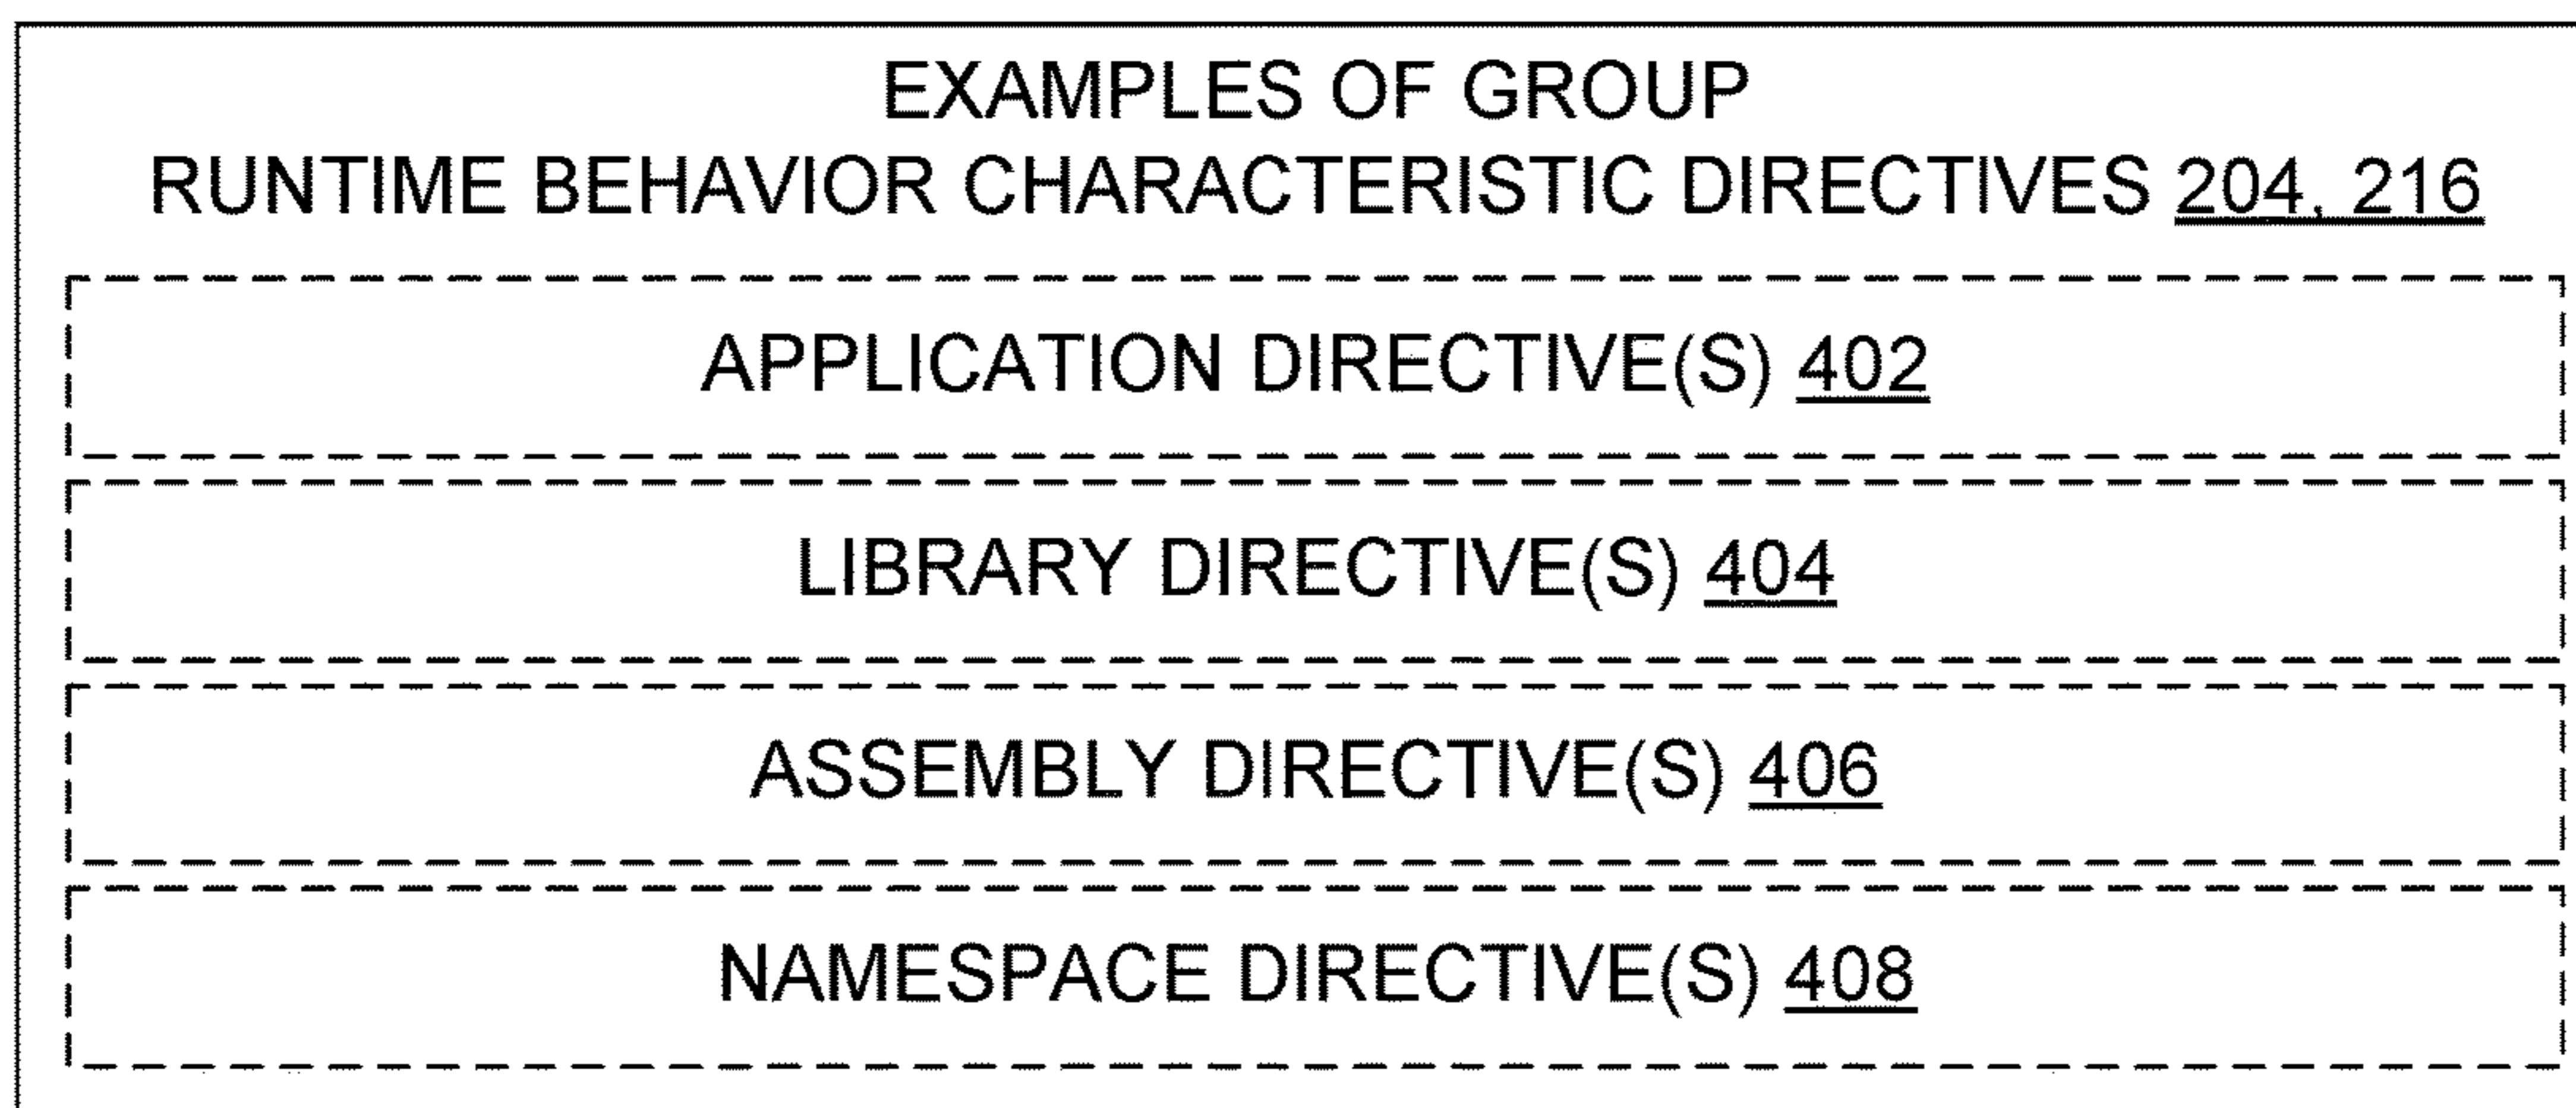 EXAMPLES OF GROUP
RUNTIME BEHAVIOR CHARACTERISTIC DIRECTIVES 204, 216
APPLICATION DIRECTIVE(S) 402
LIBRARY DIRECTIVE(S) 404
ASSEMBLY DIRECTIVE(S) 406
NAMESPACE DIRECTIVE(S) 408